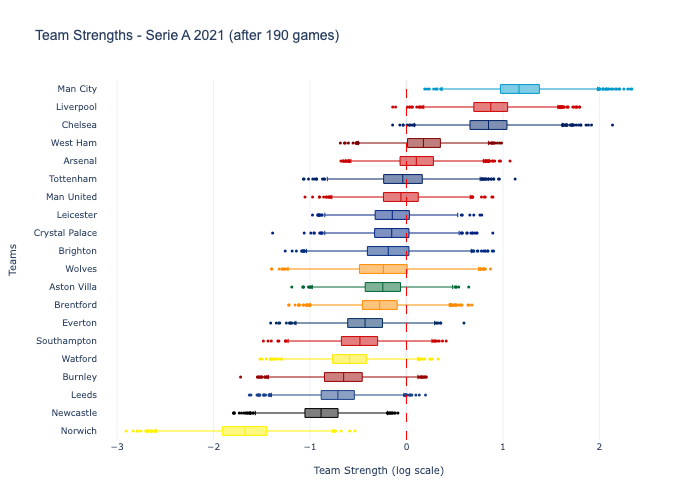 Team Strengths - Serie A 2021 (after 190 games)
Man City
Liverpool
Chelsea
West Ham
Arsenal
Tottenham
Man United
Leicester
Crystal Palace
Brighton
Wolves
Aston Villa
Brentford
Everton
Southampton
Watford
Burnley
Leeds
Newcastle
Norwich
Teams
−3 −2 −1 0 1 2
Team Strength (log scale)